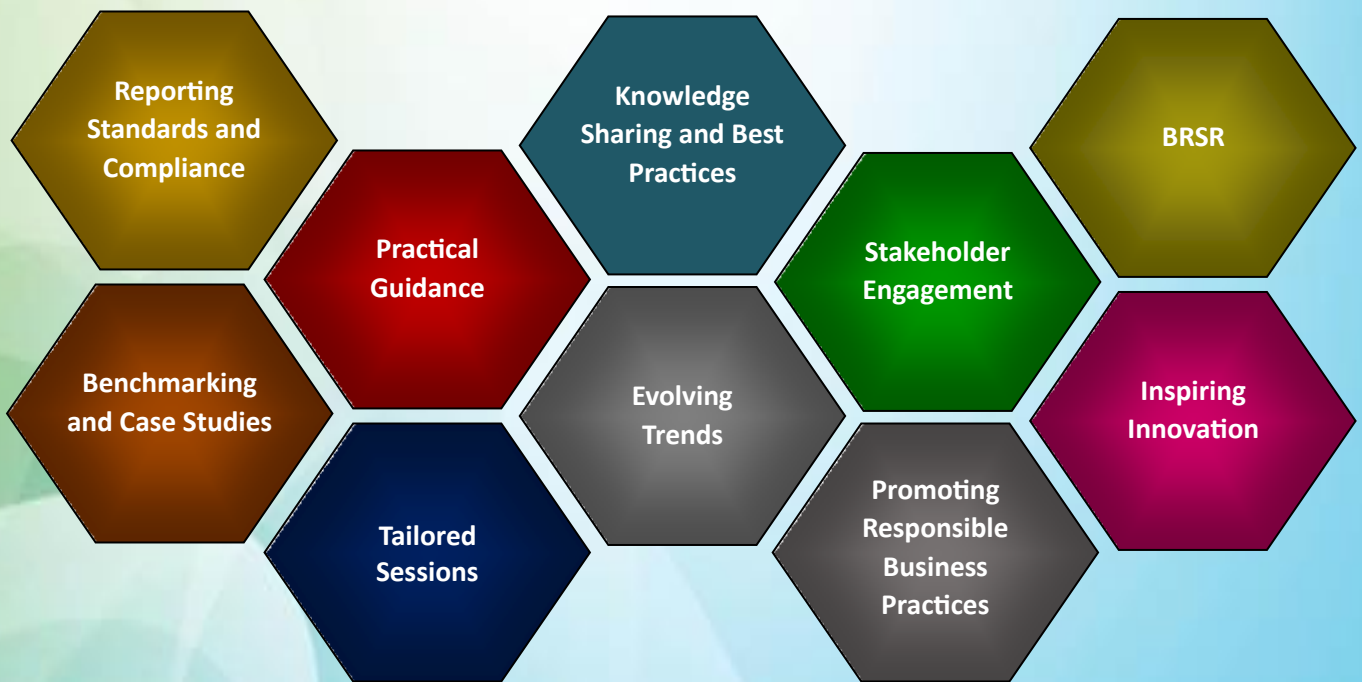 Reporting
Standards and
Compliance
Knowledge
Sharing and Best
Practices
BRSR
Practical
Guidance
Stakeholder
Engagement
Benchmarking
and Case Studies
Evolving
Trends
Inspiring
Innovation
Tailored
Sessions
Promoting
Responsible
Business
Practices